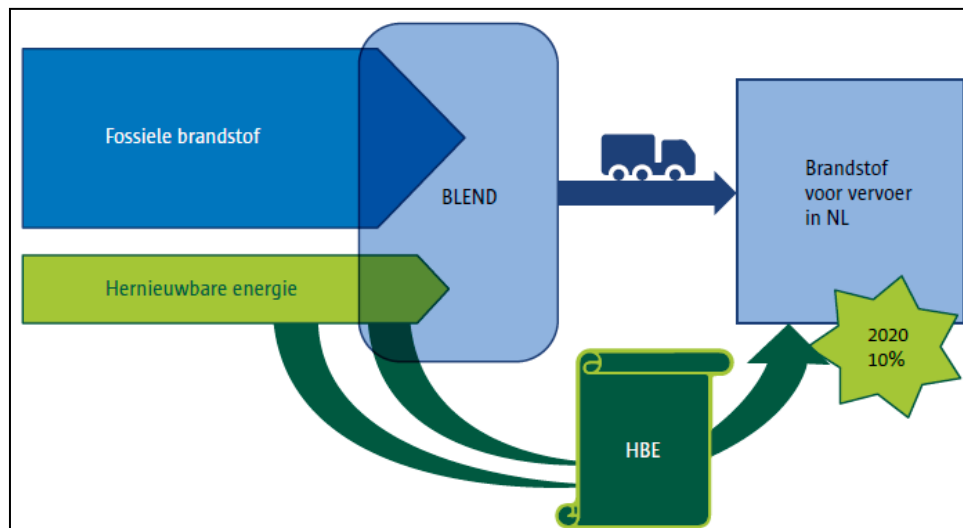 Fossiele brandstof
BLEND
Brandstof
voor vervoer
in NL
Hernieuwbare energie
2020
10%
HBE